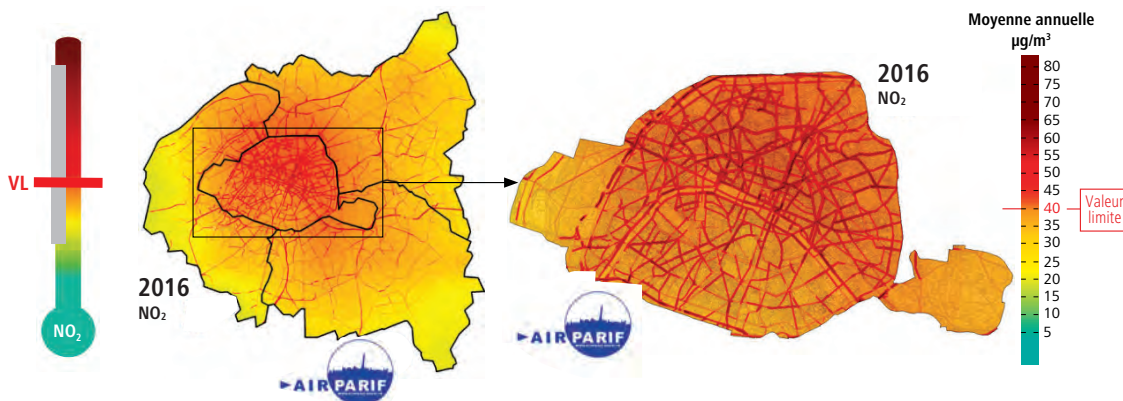 VL
NO₂
2016
NO₂
AIRPARIF
2016
NO₂
AIRPARIF
Moyenne annuelle
µg/m³
80
75
70
65
60
55
50
45
40
35
30
25
20
15
10
5
Valeur
limite